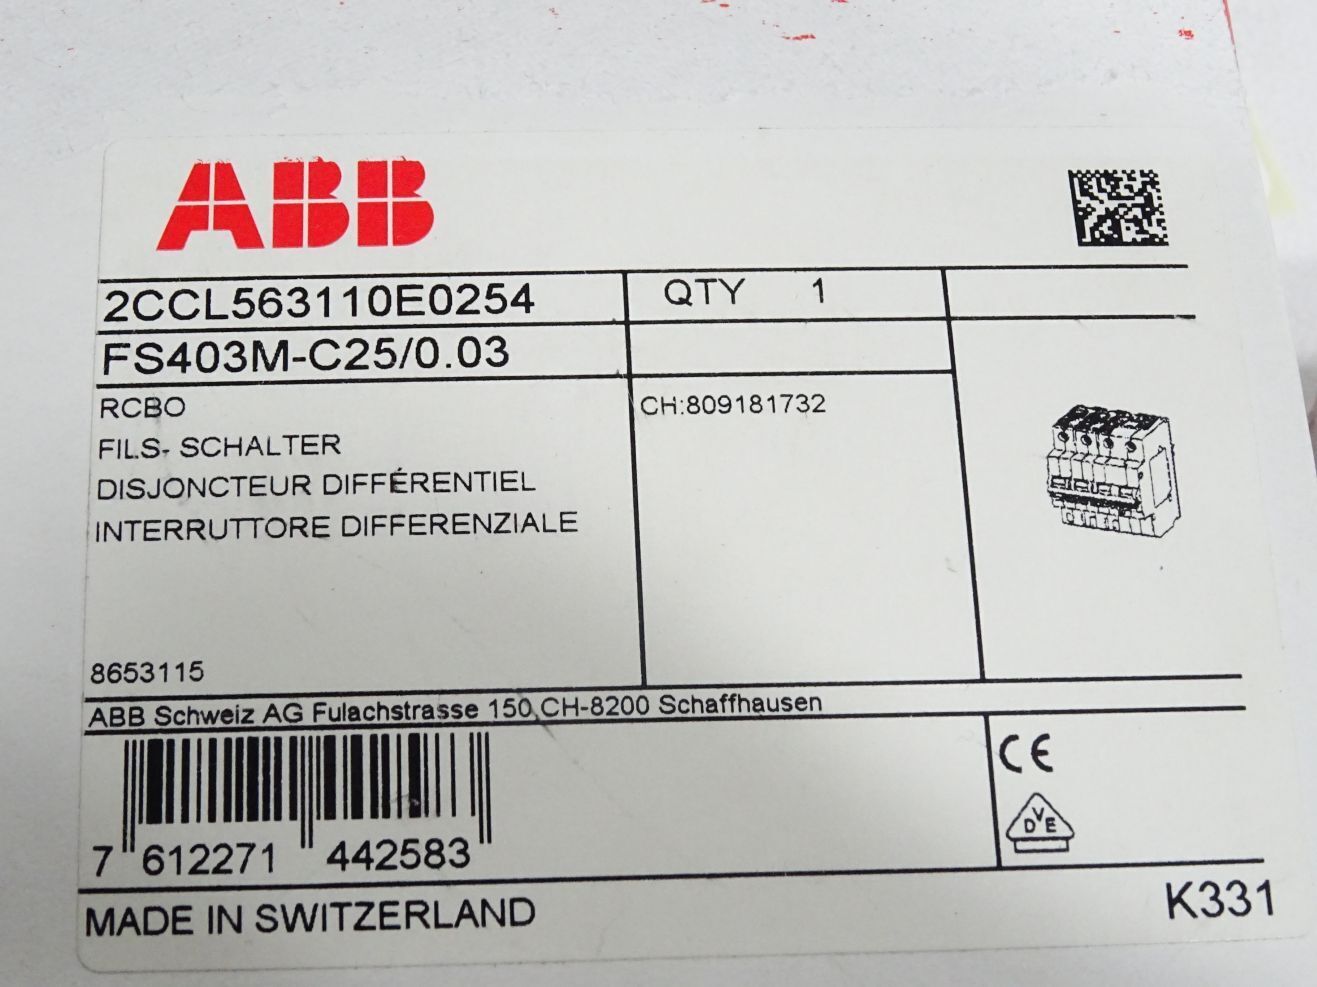 ABB
2CCL563110E0254 QTY 1
FS403M-C25/0.03
RCBO CH:809181732
FI.LS- SCHALTER
DISJONCTEUR DIFFÉRENTIEL
INTERRUTTORE DIFFERENZIALE
8653115
ABB Schweiz AG Fulachstrasse 150,CH-8200 Schaffhausen
CE
DVE
7 612271 442583
MADE IN SWITZERLAND K331